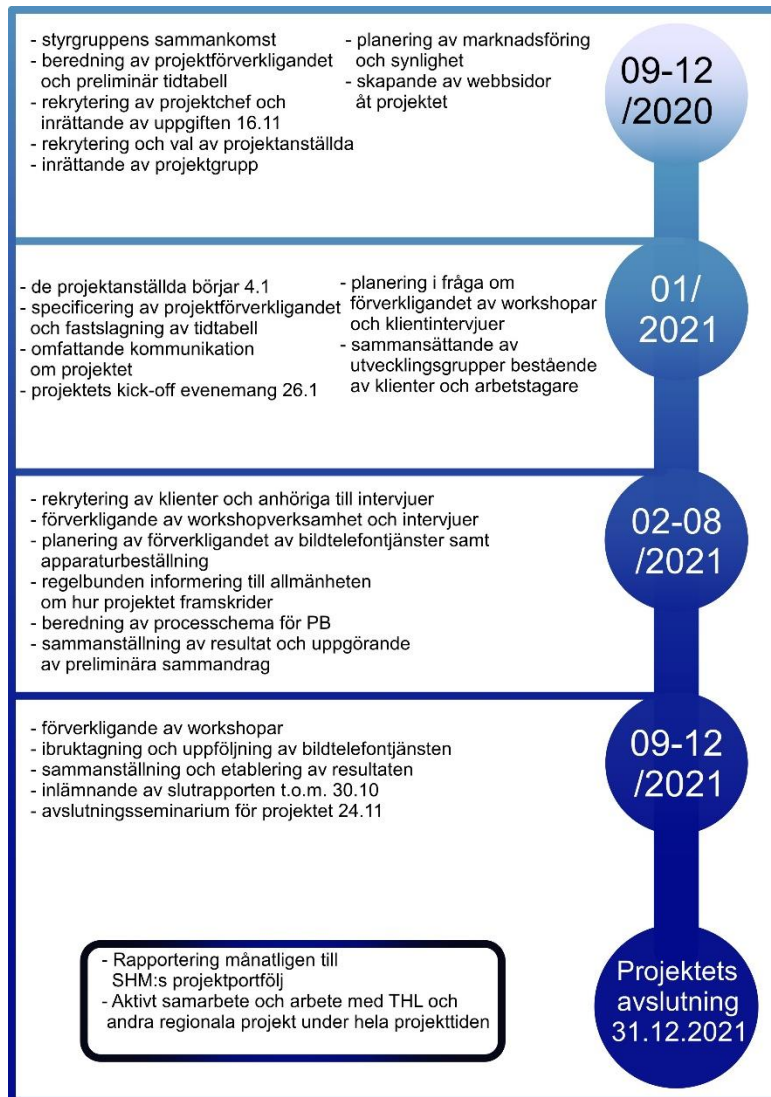 - styrgruppens sammankomst
- beredning av projektförverkligandet
och preliminär tidtabell
- rekrytering av projektchef och
inrättande av uppgiften 16.11
- rekrytering och val av projektanställda
- inrättande av projektgrupp
- planering av marknadsföring
och synlighet
- skapande av webbsidor
åt projektet
09-12
/2020
- de projektanställda börjar 4.1
- specificering av projektförverkligandet
och fastslagning av tidtabell
- omfattande kommunikation
om projektet
- projektets kick-off evenemang 26.1
- planering i fråga om
förverkligandet av workshopar
och klientintervjuer
- sammansättande av
utvecklingsgrupper bestående
av klienter och arbetstagare
01/
2021
- rekrytering av klienter och anhöriga till intervjuer
- förverkligande av workshopverksamhet och intervjuer
- planering av förverkligandet av bildtelefontjänster samt
apparaturbeställning
- regelbunden informering till allmänheten
om hur projektet framskrider
- beredning av processchema för PB
- sammanställning av resultat och uppgörande
av preliminära sammandrag
02-08
/2021
- förverkligande av workshopar
- ibruktagning och uppföljning av bildtelefontjänsten
- sammanställning och etablering av resultaten
- inlämnande av slutrapporten t.o.m. 30.10
- avslutningsseminarium för projektet 24.11
09-12
/2021
- Rapportering månatligen till
SHM:s projektportfölj
- Aktivt samarbete och arbete med THL och
andra regionala projekt under hela projekttiden
Projektets
avslutning
31.12.2021